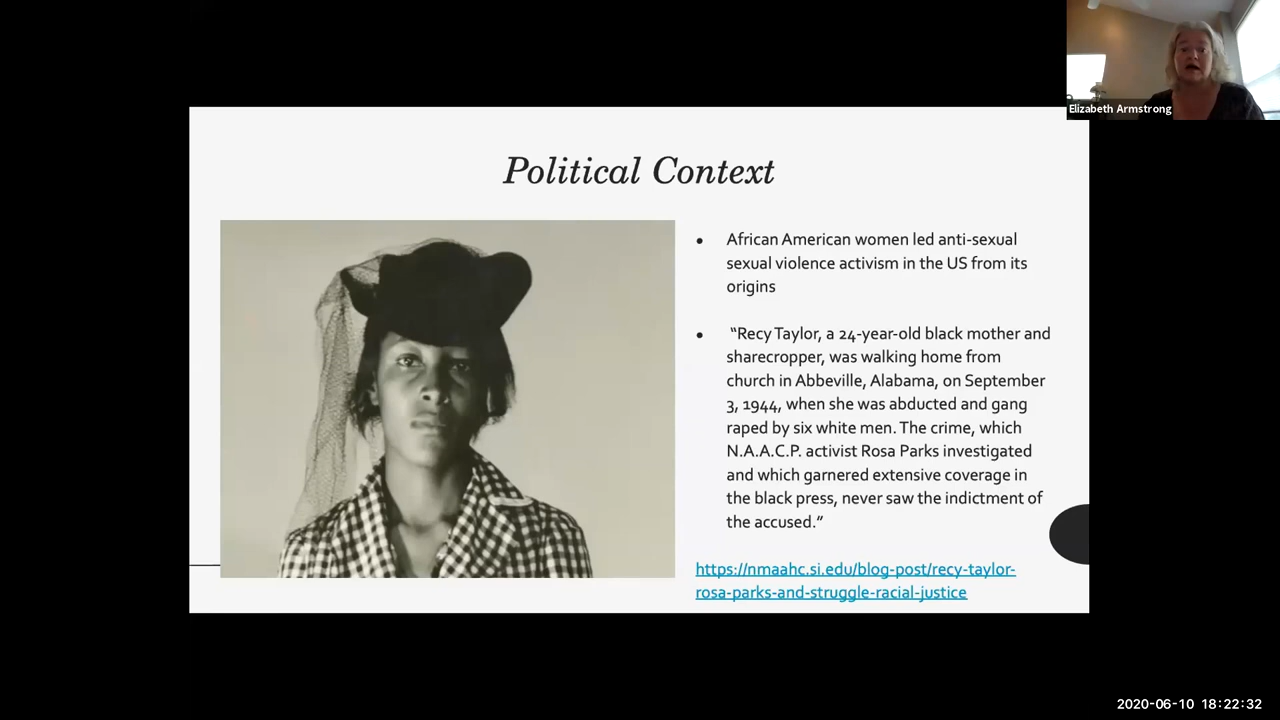 Elizabeth Armstrong
Political Context
• African American women led anti-sexual
sexual violence activism in the US from its
origins
• “Recy Taylor, a 24-year-old black mother and
sharecropper, was walking home from
church in Abbeville, Alabama, on September
3, 1944, when she was abducted and gang
raped by six white men. The crime, which
N.A.A.C.P. activist Rosa Parks investigated
and which garnered extensive coverage in
the black press, never saw the indictment of
the accused.”
https://nmaahc.si.edu/blog-post/recy-taylor-
rosa-parks-and-struggle-racial-justice
2020-06-10 18:22:32